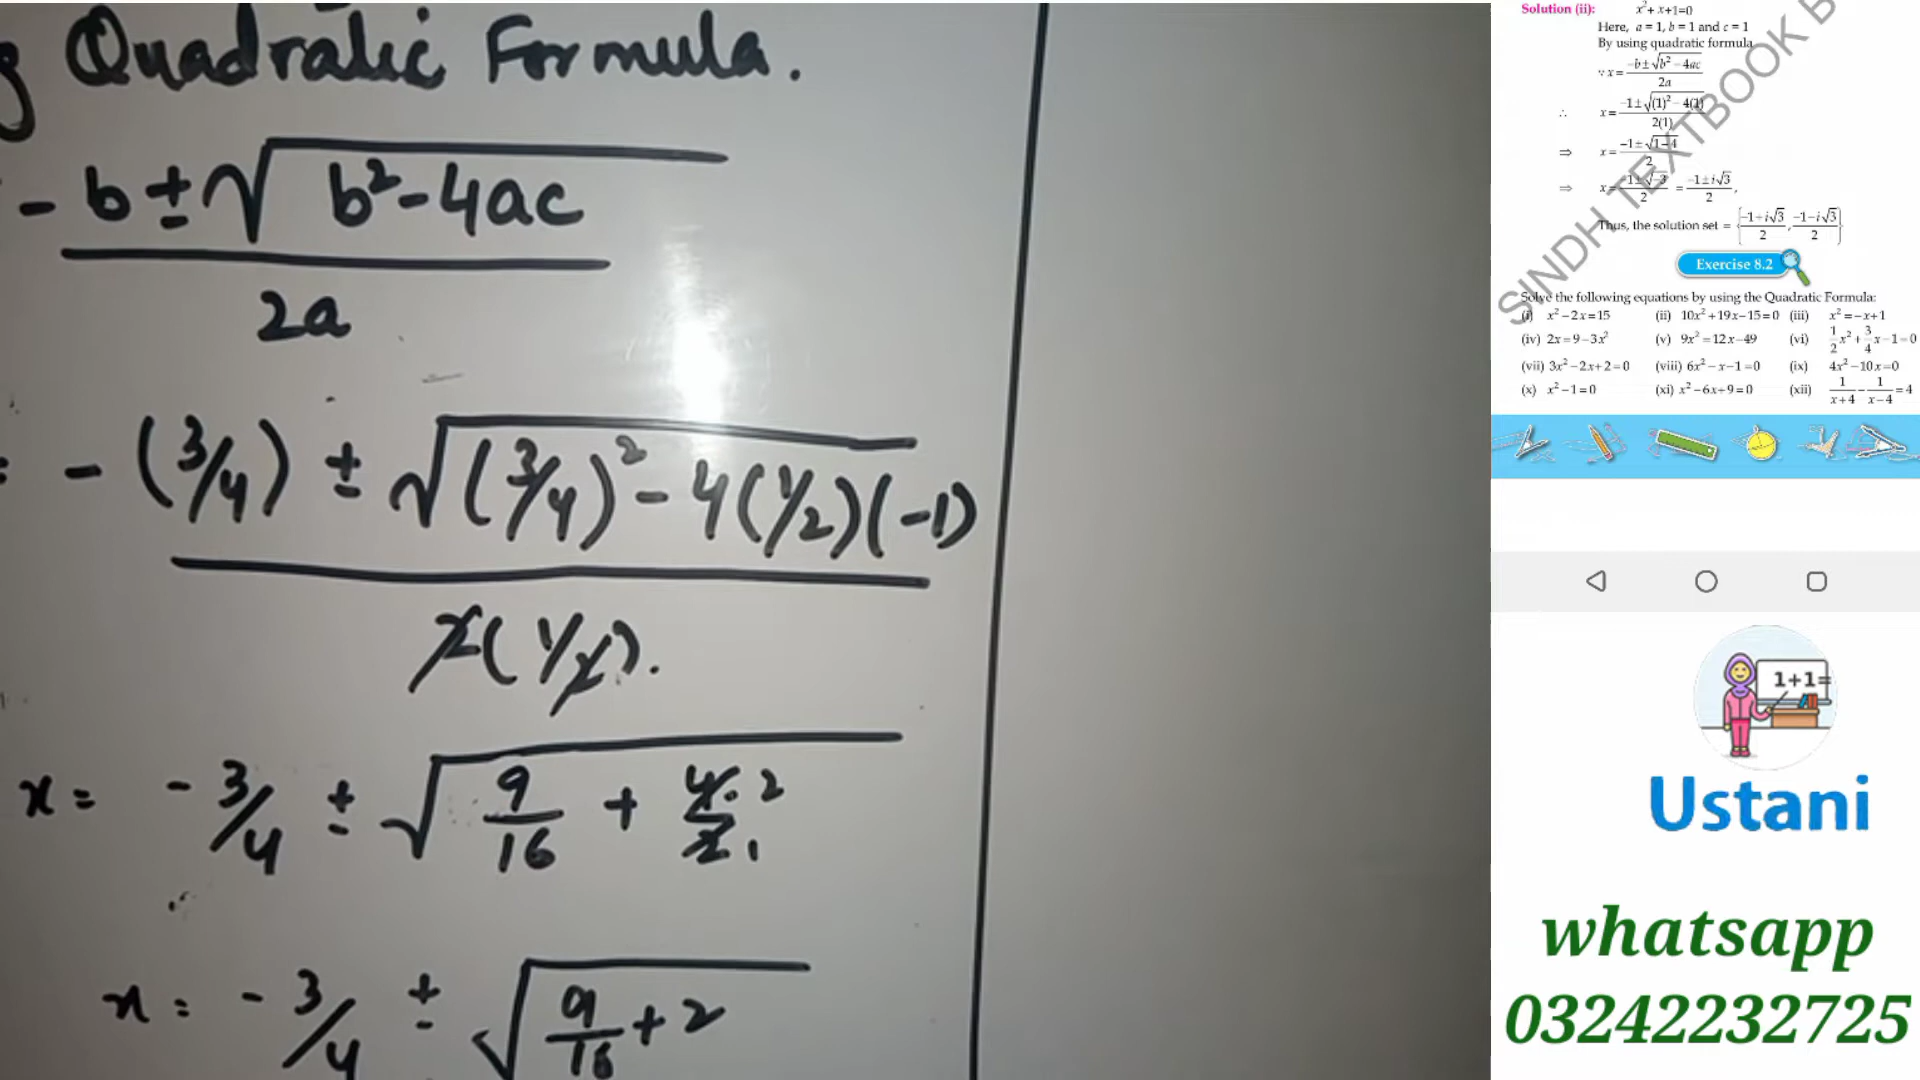 g Quadratic Formula.
- b ± √ b² - 4ac
2a
= - (3/4) ± √ (3/4)² - 4 (1/2) (-1)
2 (1/2).
x = - 3/4 ± √ 9/16 + 4.2/2 1
x = - 3/4 ± √ 9/16 + 2
Solution (ii): x² + x+1=0
Here, a = 1, b = 1 and c = 1
By using quadratic formula
∵ x = -b ± √b² - 4ac / 2a
∴ x = -1 ± √(1)² - 4(1) / 2(1)
⇒ x = -1 ± √1-4 / 2
⇒ x = -1 ± √-3 / 2 = -1 ± i√3 / 2 ,
Thus, the solution set = { -1+i√3 / 2 , -1-i√3 / 2 }
SINDH TEXTBOOK B
Exercise 8.2
Solve the following equations by using the Quadratic Formula:
(i) x² - 2x = 15 (ii) 10x² + 19x - 15 = 0 (iii) x² = -x+1
(iv) 2x = 9 - 3x² (v) 9x² = 12x - 49 (vi) 1/2 x² + 3/4 x - 1 = 0
(vii) 3x² - 2x + 2 = 0 (viii) 6x² - x - 1 = 0 (ix) 4x² - 10x = 0
(x) x² - 1 = 0 (xi) x² - 6x + 9 = 0 (xii) 1/x+4 - 1/x-4 = 4
1+1=
Ustani
whatsapp
03242232725